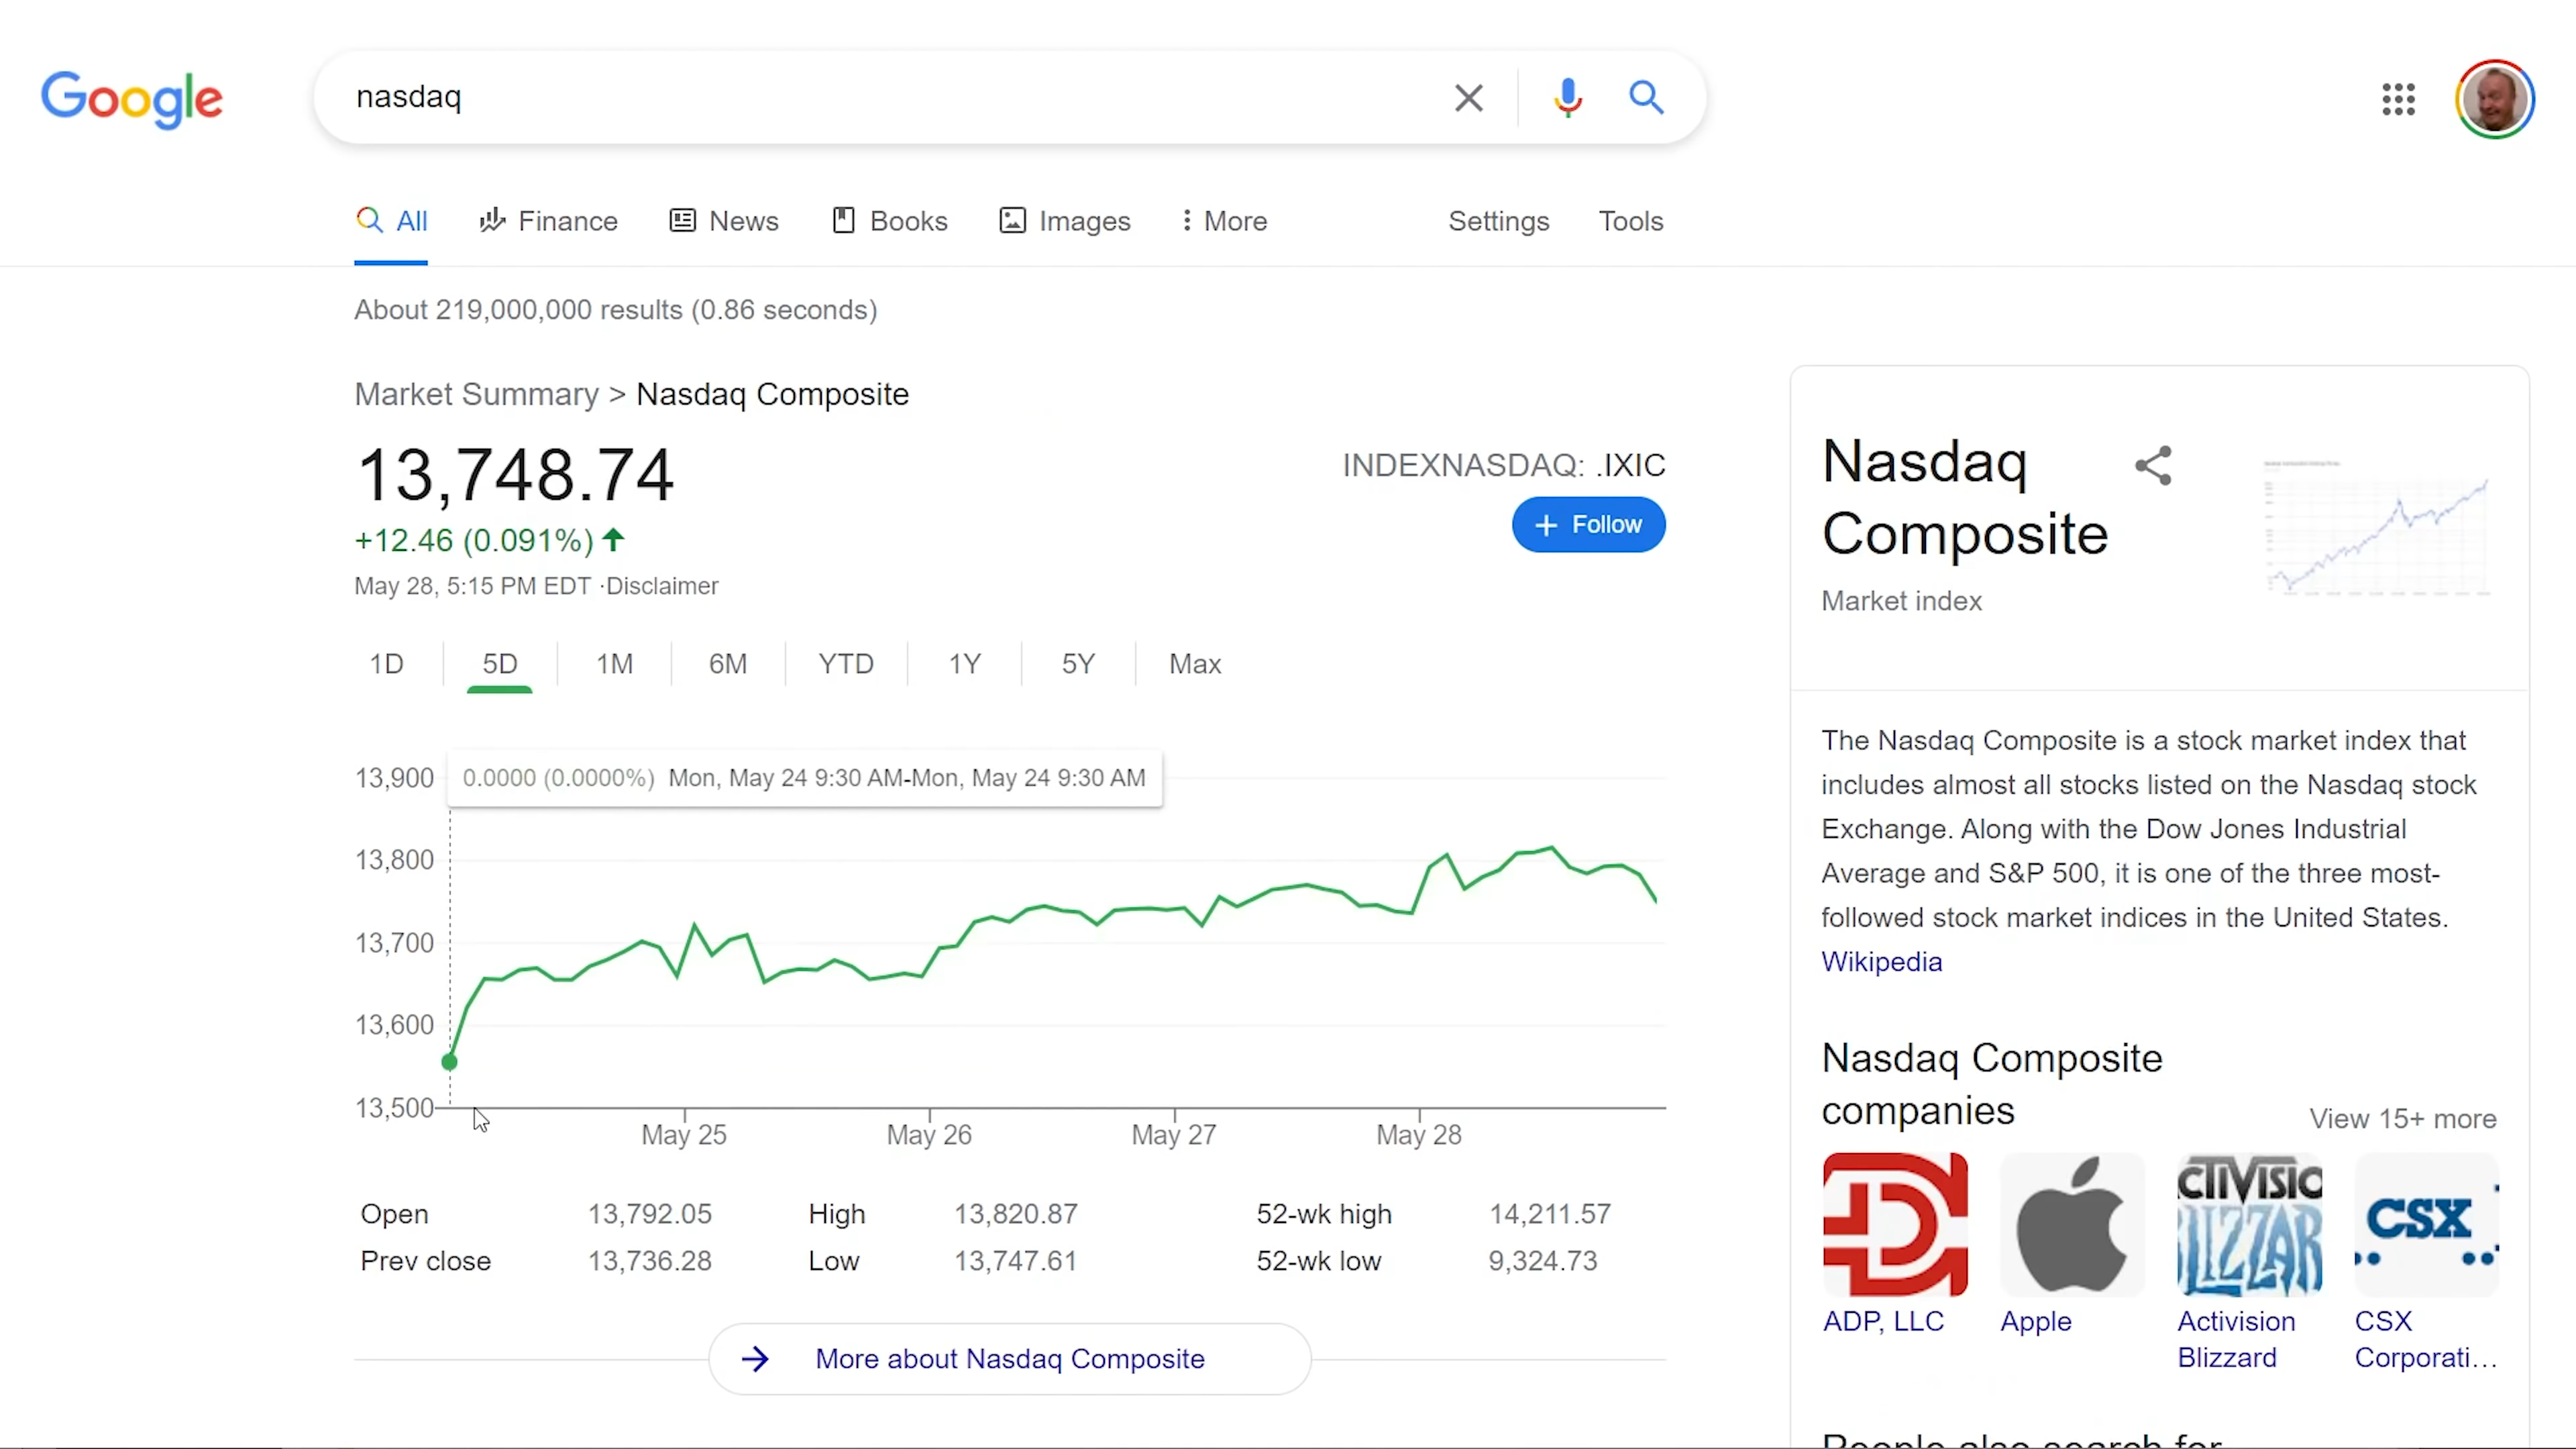 Google
nasdaq
All
Finance
News
Books
Images
More
Settings
Tools
About 219,000,000 results (0.86 seconds)
Market Summary > Nasdaq Composite
13,748.74
+12.46 (0.091%)
May 28, 5:15 PM EDT ·Disclaimer
INDEXNASDAQ: .IXIC
+ Follow
1D
5D
1M
6M
YTD
1Y
5Y
Max
0.0000 (0.0000%) Mon, May 24 9:30 AM-Mon, May 24 9:30 AM
13,900
13,800
13,700
13,600
13,500
May 25
May 26
May 27
May 28
Open 13,792.05 High 13,820.87 52-wk high 14,211.57
Prev close 13,736.28 Low 13,747.61 52-wk low 9,324.73
More about Nasdaq Composite
Nasdaq
Composite
Market index
The Nasdaq Composite is a stock market index that
includes almost all stocks listed on the Nasdaq stock
Exchange. Along with the Dow Jones Industrial
Average and S&P 500, it is one of the three most-
followed stock market indices in the United States.
Wikipedia
Nasdaq Composite
companies
View 15+ more
CTIVISIO
LIZZAR
CSX
ADP, LLC
Apple
Activision
Blizzard
CSX
Corporati...
People also search for